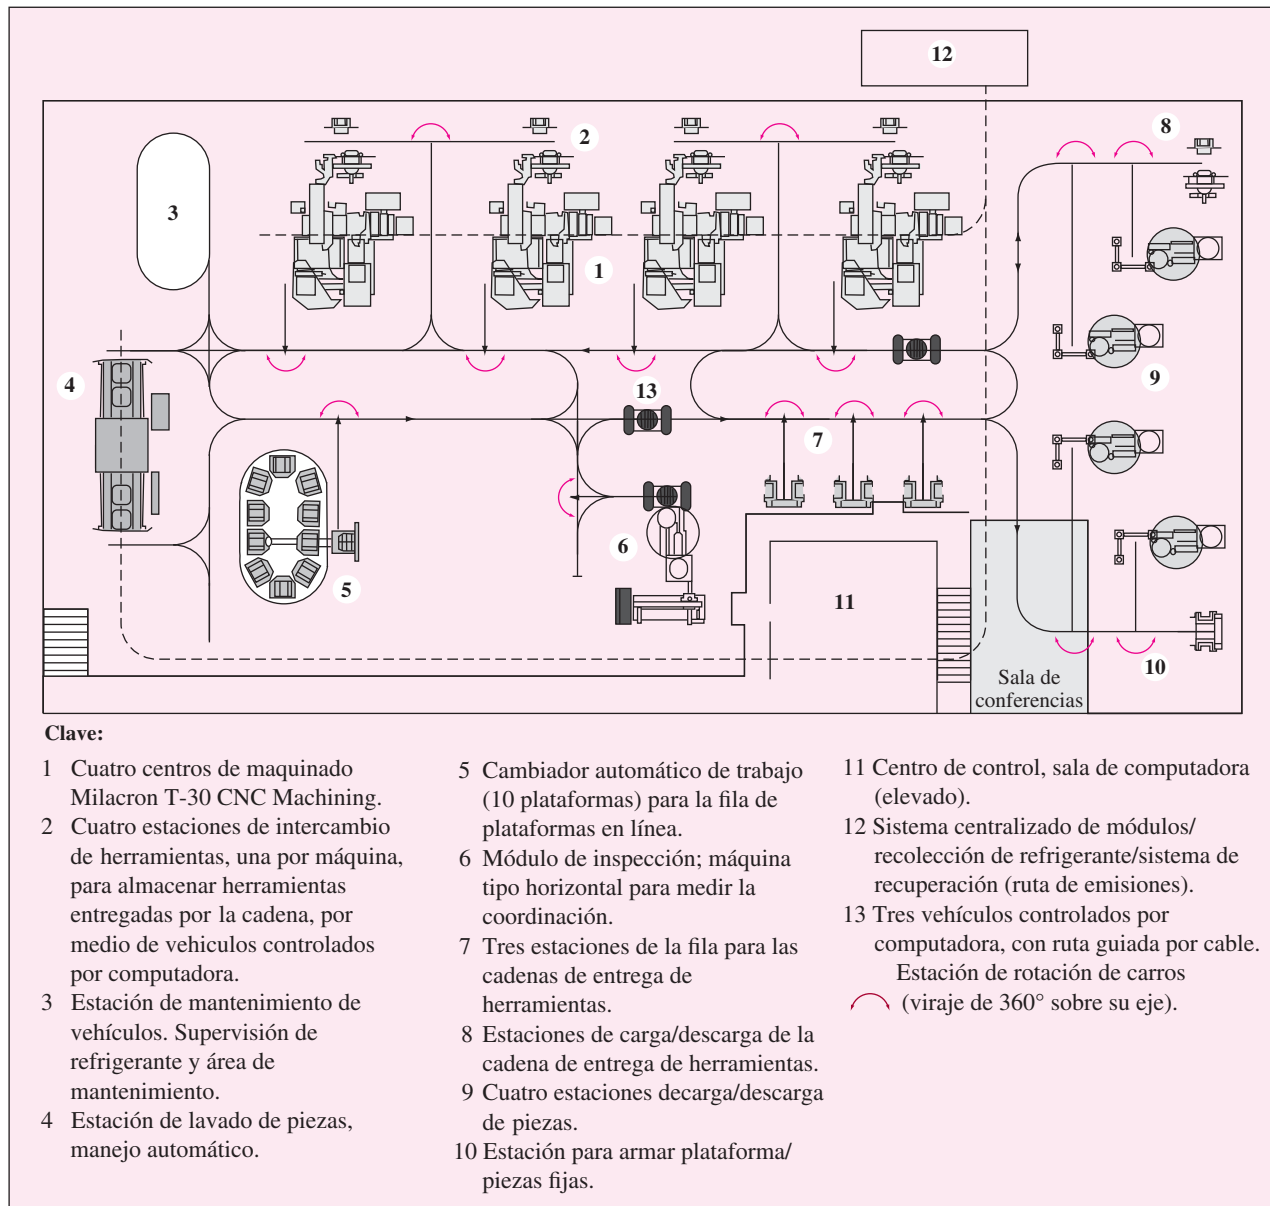 12
2
8
3
1
4
13
9
7
6
5
11
10
Sala de
conferencias
Clave:
1 Cuatro centros de maquinado
Milacron T-30 CNC Machining.
2 Cuatro estaciones de intercambio
de herramientas, una por máquina,
para almacenar herramientas
entregadas por la cadena, por
medio de vehiculos controlados
por computadora.
3 Estación de mantenimiento de
vehículos. Supervisión de
refrigerante y área de
mantenimiento.
4 Estación de lavado de piezas,
manejo automático.
5 Cambiador automático de trabajo
(10 plataformas) para la fila de
plataformas en línea.
6 Módulo de inspección; máquina
tipo horizontal para medir la
coordinación.
7 Tres estaciones de la fila para las
cadenas de entrega de
herramientas.
8 Estaciones de carga/descarga de la
cadena de entrega de herramientas.
9 Cuatro estaciones decarga/descarga
de piezas.
10 Estación para armar plataforma/
piezas fijas.
11 Centro de control, sala de computadora
(elevado).
12 Sistema centralizado de módulos/
recolección de refrigerante/sistema de
recuperación (ruta de emisiones).
13 Tres vehículos controlados por
computadora, con ruta guiada por cable.
Estación de rotación de carros
(viraje de 360° sobre su eje).